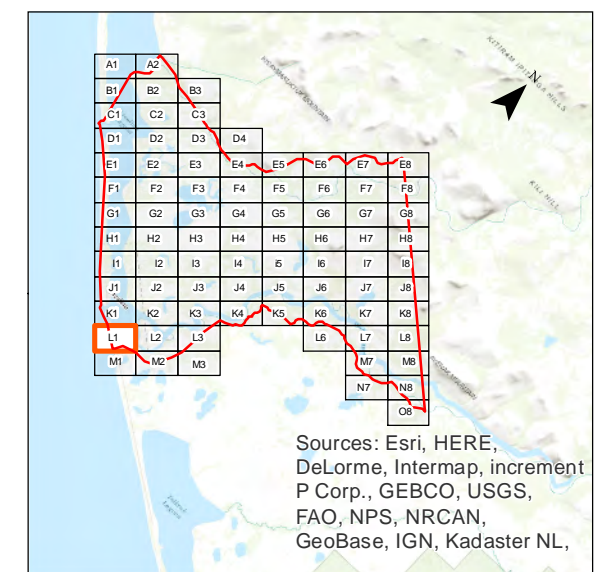 KITIRAM IPIENGA HILLS
N
KILI HILL
A1 A2
B1 B2 B3
C1 C2 C3
D1 D2 D3 D4
E1 E2 E3 E4 E5 E6 E7 E8
F1 F2 F3 F4 F5 F6 F7 F8
G1 G2 G3 G4 G5 G6 G7 G8
H1 H2 H3 H4 H5 H6 H7 H8
I1 I2 I3 I4 i5 I6 I7 I8
J1 J2 J3 J4 J5 J6 J7 J8
K1 K2 K3 K4 K5 K6 K7 K8
L1 L2 L3 L6 L7 L8
M1 M2 M3 M7 M8
N7 N8
O8
Sources: Esri, HERE,
DeLorme, Intermap, increment
P Corp., GEBCO, USGS,
FAO, NPS, NRCAN,
GeoBase, IGN, Kadaster NL,